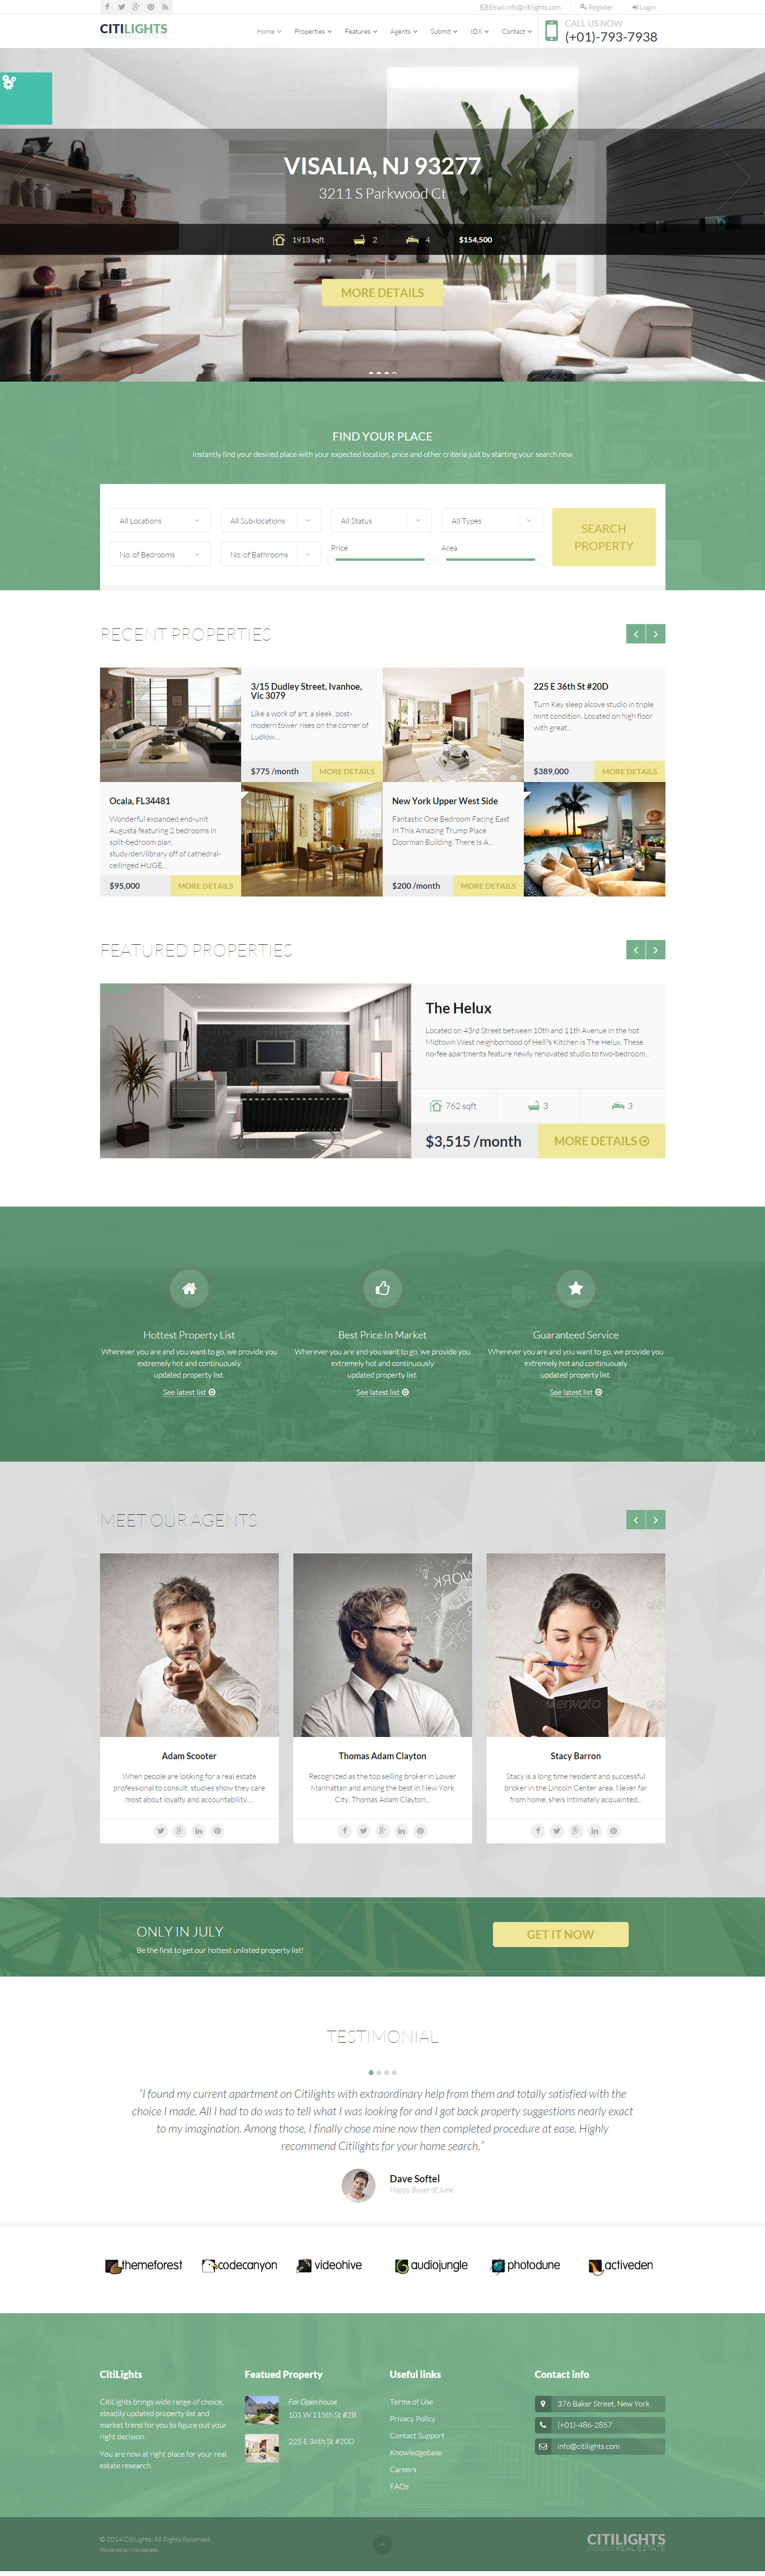 Email:info@citilights.com
Register
Login
CITILIGHTS
REAL ESTATE
Home
Properties
Features
Agents
Submit
IDX
Contact
CALL US NOW
(+01)-793-7938
VISALIA, NJ 93277
3211 S Parkwood Ct
1913 sqft
2
4
$154,500
MORE DETAILS
FIND YOUR PLACE
Instantly find your desired place with your expected location, price and other criteria just by starting your search now
All Locations
All Sub-locations
All Status
All Types
SEARCH
PROPERTY
No. of Bedrooms
No. of Bathrooms
Price
Area
RECENT PROPERTIES
3/15 Dudley Street, Ivanhoe,
Vic 3079
Like a work of art, a sleek, post-
modern tower rises on the corner of
Ludlow...
$775 /month
MORE DETAILS
225 E 36th St #20D
Turn Key sleep alcove studio in triple
mint condition. Located on high floor
with great...
$389,000
MORE DETAILS
Ocala, FL34481
Wonderful expanded end-unit
Augusta featuring 2 bedrooms in
split-bedroom plan,
study/den/library off of cathedral-
ceilinged HUGE...
$95,000
MORE DETAILS
New York Upper West Side
Fantastic One Bedroom Facing East
In This Amazing Trump Place
Doorman Building. There Is A...
$200 /month
MORE DETAILS
FEATURED PROPERTIES
The Helux
Located on 43rd Street between 10th and 11th Avenue in the hot
Midtown West neighborhood of Hell?s Kitchen is The Helux. These
no-fee apartments feature newly renovated studio to two-bedroom...
762 sqft
3
3
$3,515 /month
MORE DETAILS
Hottest Property List
Wherever you are and you want to go, we provide you
extremely hot and continuously
updated property list.
See latest list
Best Price In Market
Wherever you are and you want to go, we provide you
extremely hot and continuously
updated property list.
See latest list
Guaranteed Service
Wherever you are and you want to go, we provide you
extremely hot and continuously
updated property list.
See latest list
MEET OUR AGENTS
WORK
envato
envato
Adam Scooter
When people are looking for a real estate
professional to consult, studies show they care
most about loyalty and accountability....
Thomas Adam Clayton
Recognized as the top selling broker in Lower
Manhattan and among the best in New York
City, Thomas Adam Clayton...
Stacy Barron
Stacy is a long time resident and successful
broker in the Lincoln Center area. Never far
from home, sheis intimately acquainted...
ONLY IN JULY
Be the first to get our hottest unlisted property list!
GET IT NOW
TESTIMONIAL
"I found my current apartment on Citilights with extraordinary help from them and totally satisfied with the
choice I made. All I had to do was to tell what I was looking for and I got back property suggestions nearly exact
to my imagination. Among those, I finally chose mine now then completed procedure at ease. Highly
recommend Citilights for your home search."
Dave Softel
Happy Buyer of June
themeforest
codecanyon
videohive
audiojungle
photodune
activeden
CitiLights
CitiLights brings wide range of choice,
steadily updated property list and
market trend for you to figure out your
right decision.
You are now at right place for your real
estate research.
Featued Property
For Open house
101 W 115th St #2B
225 E 36th St #20D
Useful links
Terms of Use
Privacy Policy
Contact Support
Knowledgebase
Careers
FAQs
Contact info
376 Baker Street, New York
(+01)-486-2857
info@citilights.com
© 2014 CitiLights. All Rights Reserved.
Powered by Wordpress
CITILIGHTS
REAL ESTATE